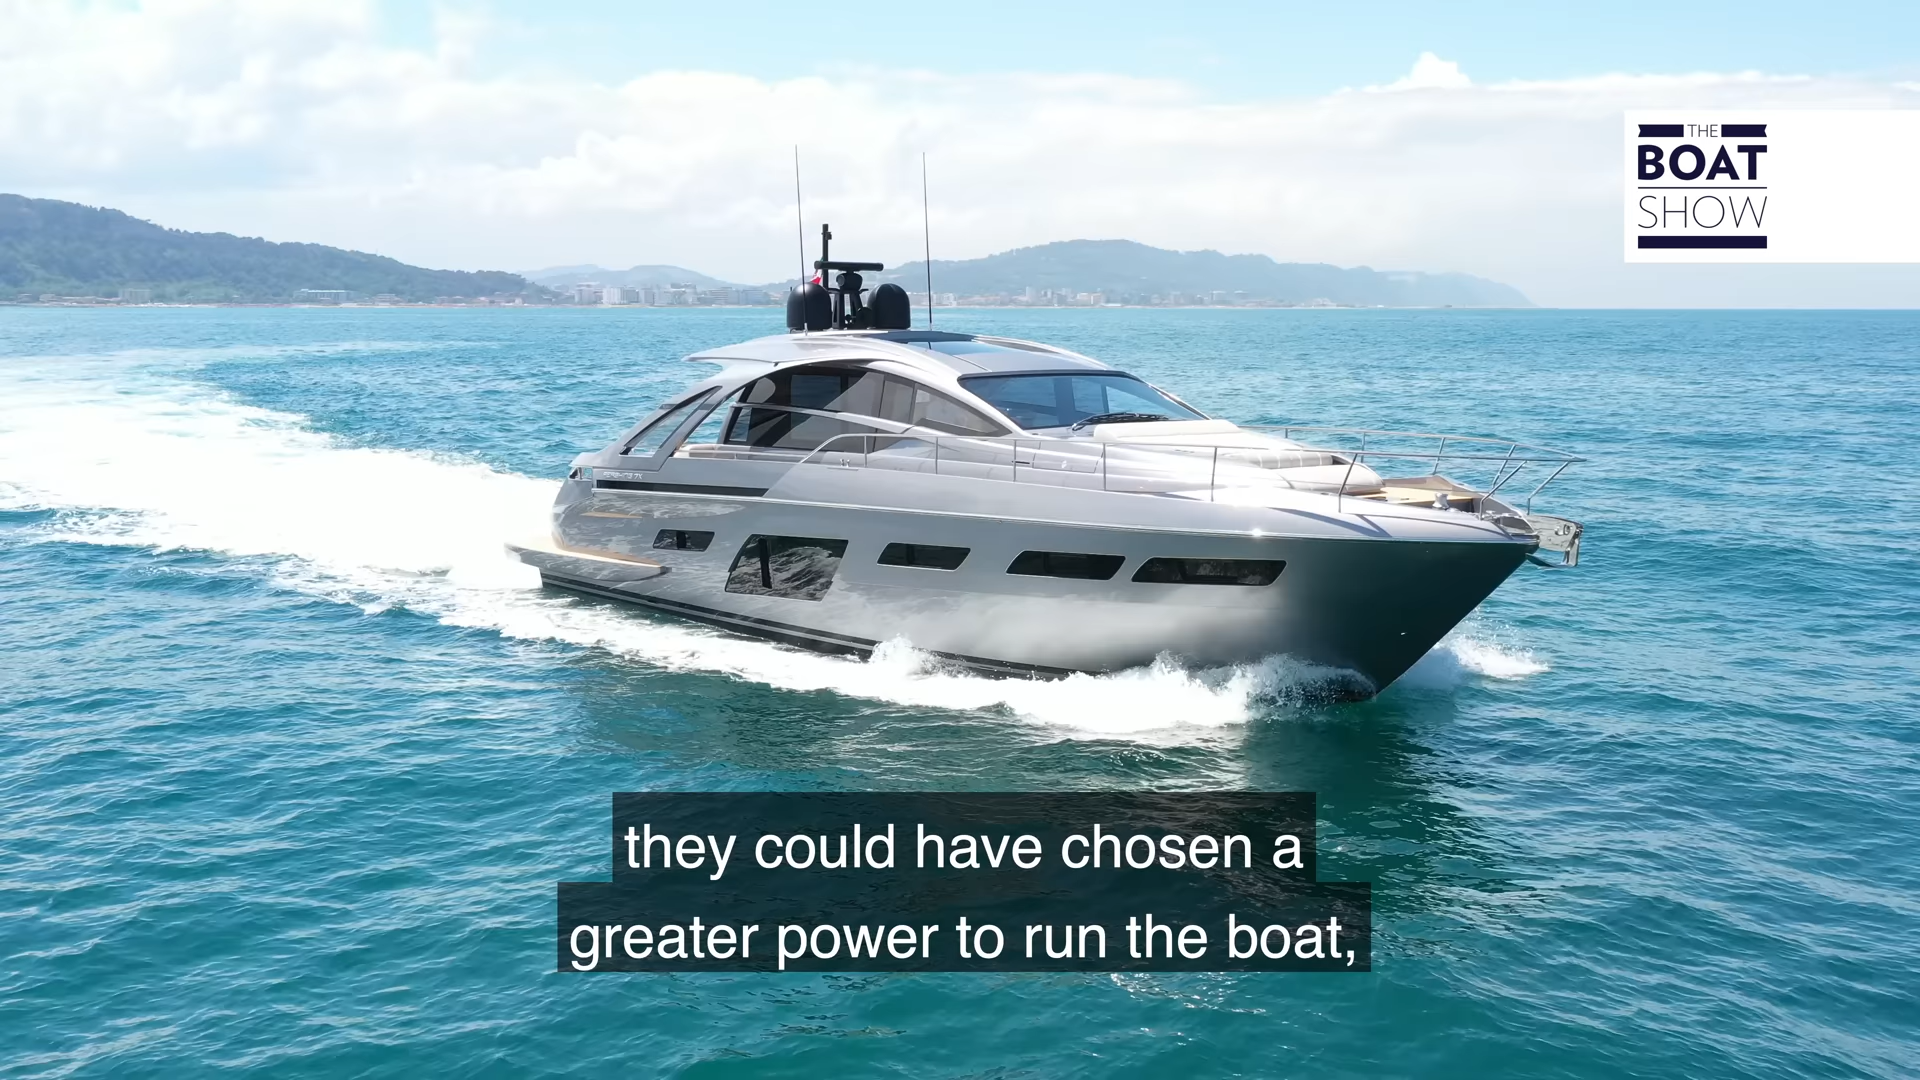 THE
BOAT
SHOW
they could have chosen a
greater power to run the boat,